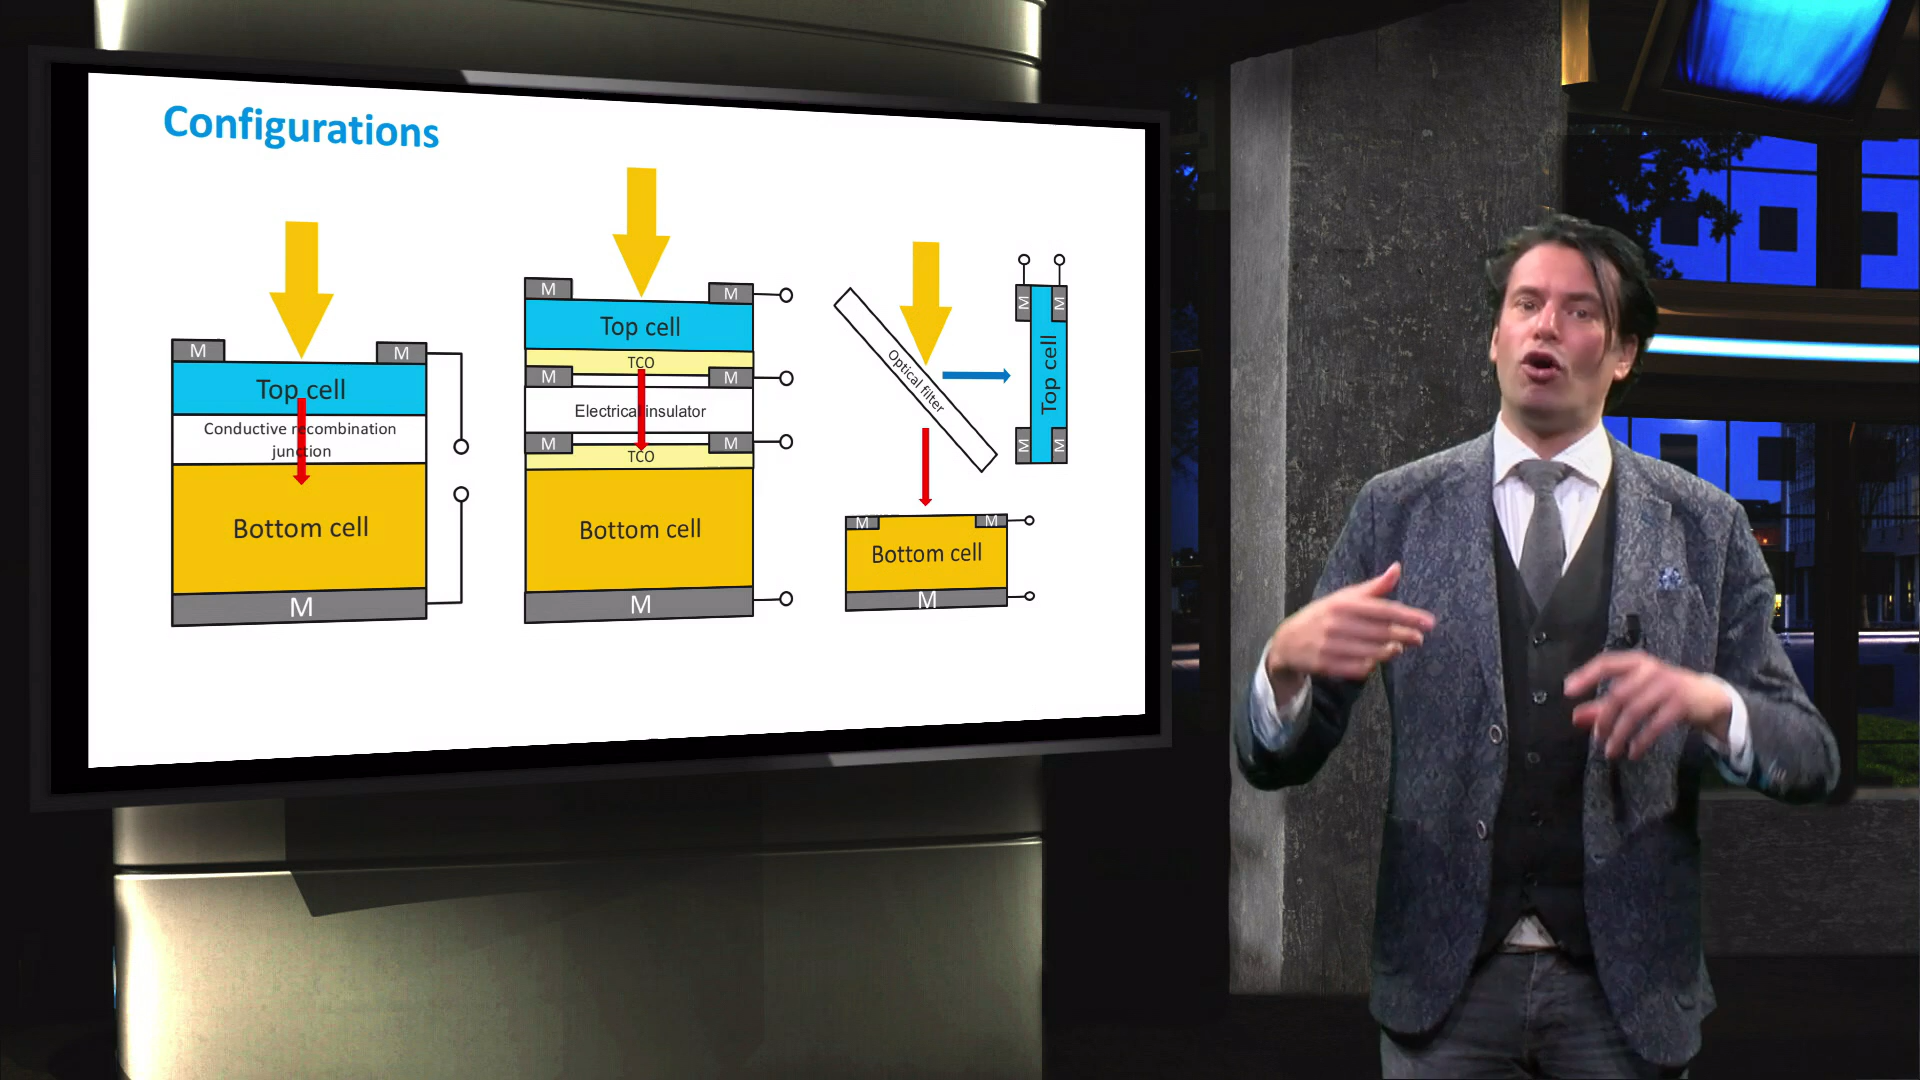 Configurations
M
M
Top cell
Conductive recombination
junction
Bottom cell
M
M
M
Top cell
TCO
M
M
Electrical insulator
M
M
TCO
Bottom cell
M
Optical filter
M
M
Top cell
M
M
M
M
Bottom cell
M